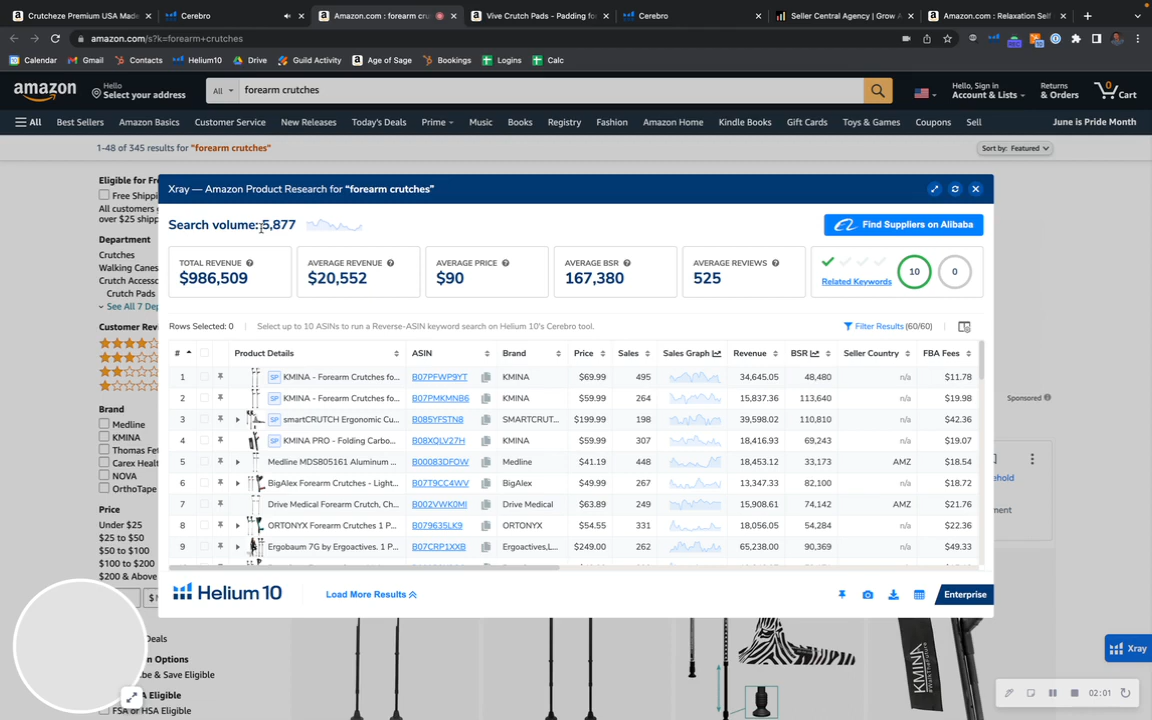 Crutcheze Premium USA Made
Cerebro
Amazon.com : forearm cru
Vive Crutch Pads - Padding fo
Cerebro
Seller Central Agency | Grow A
Amazon.com : Relaxation Self
amazon.com/s?k=forearm+crutches
Calendar
Gmail
Contacts
Helium10
Drive
Guild Activity
Age of Sage
Bookings
Logins
Calc
amazon
Hello
Select your address
All
forearm crutches
Hello, Sign in
Account & Lists
Returns
& Orders
0
Cart
All
Best Sellers
Amazon Basics
Customer Service
New Releases
Today's Deals
Prime
Music
Books
Registry
Fashion
Amazon Home
Kindle Books
Gift Cards
Toys & Games
Coupons
Sell
June is Pride Month
1-48 of 345 results for "forearm crutches"
Sort by: Featured
Eligible for Fre
Free Shippi
All customers
over $25 shipp
Department
Crutches
Walking Canes
Crutch Accesso
Crutch Pads
See All 7 Dep
Customer Rev
Brand
Medline
KMINA
Thomas Fet
Carex Healt
NOVA
OrthoTape
Price
Under $25
$25 to $50
$50 to $100
$100 to $200
$200 & Above
Xray — Amazon Product Research for "forearm crutches"
Search volume: 5,877
Find Suppliers on Alibaba
TOTAL REVENUE
$986,509
AVERAGE REVENUE
$20,552
AVERAGE PRICE
$90
AVERAGE BSR
167,380
AVERAGE REVIEWS
525
Related Keywords
10
0
Rows Selected: 0
Select up to 10 ASINs to run a Reverse-ASIN keyword search on Helium 10's Cerebro tool.
Filter Results (60/60)
# Product Details ASIN Brand Price Sales Sales Graph Revenue BSR Seller Country FBA Fees
1 SP KMINA - Forearm Crutches fo... B07PFWP9YT KMINA $69.99 495 34,645.05 48,480 n/a $11.78
2 SP KMINA - Forearm Crutches fo... B07PMKMNB6 KMINA $59.99 264 15,837.36 113,640 n/a $19.98
3 SP smartCRUTCH Ergonomic Cu... B085YFSTN8 SMARTCRUT... $199.99 198 39,598.02 110,810 n/a $42.36
4 SP KMINA PRO - Folding Carbo... B08XQLV27H KMINA $59.99 307 18,416.93 69,243 n/a $19.07
5 Medline MDS805161 Aluminum ... B00083DFOW Medline $41.19 448 18,453.12 33,173 AMZ $18.54
6 BigAlex Forearm Crutches - Light... B07T9CC4WV BigAlex $49.99 267 13,347.33 82,100 n/a $18.72
7 Drive Medical Forearm Crutch, Ch... B002VWK0MI Drive Medical $63.89 249 15,908.61 74,142 AMZ $21.76
8 ORTONYX Forearm Crutches 1 P... B079635LK9 ORTONYX $54.55 331 18,056.05 54,284 n/a $22.36
9 Ergobaum 7G by Ergoactives. 1 P... B07CRP1XXB Ergoactives,L... $249.00 262 65,238.00 90,369 n/a $49.33
Helium 10
Load More Results
Enterprise
Sponsored
Deals
n Options
be & Save Eligible
A Eligible
FSA or HSA Eligible
KMINA
#WalkTheFuture
Xray
02:01